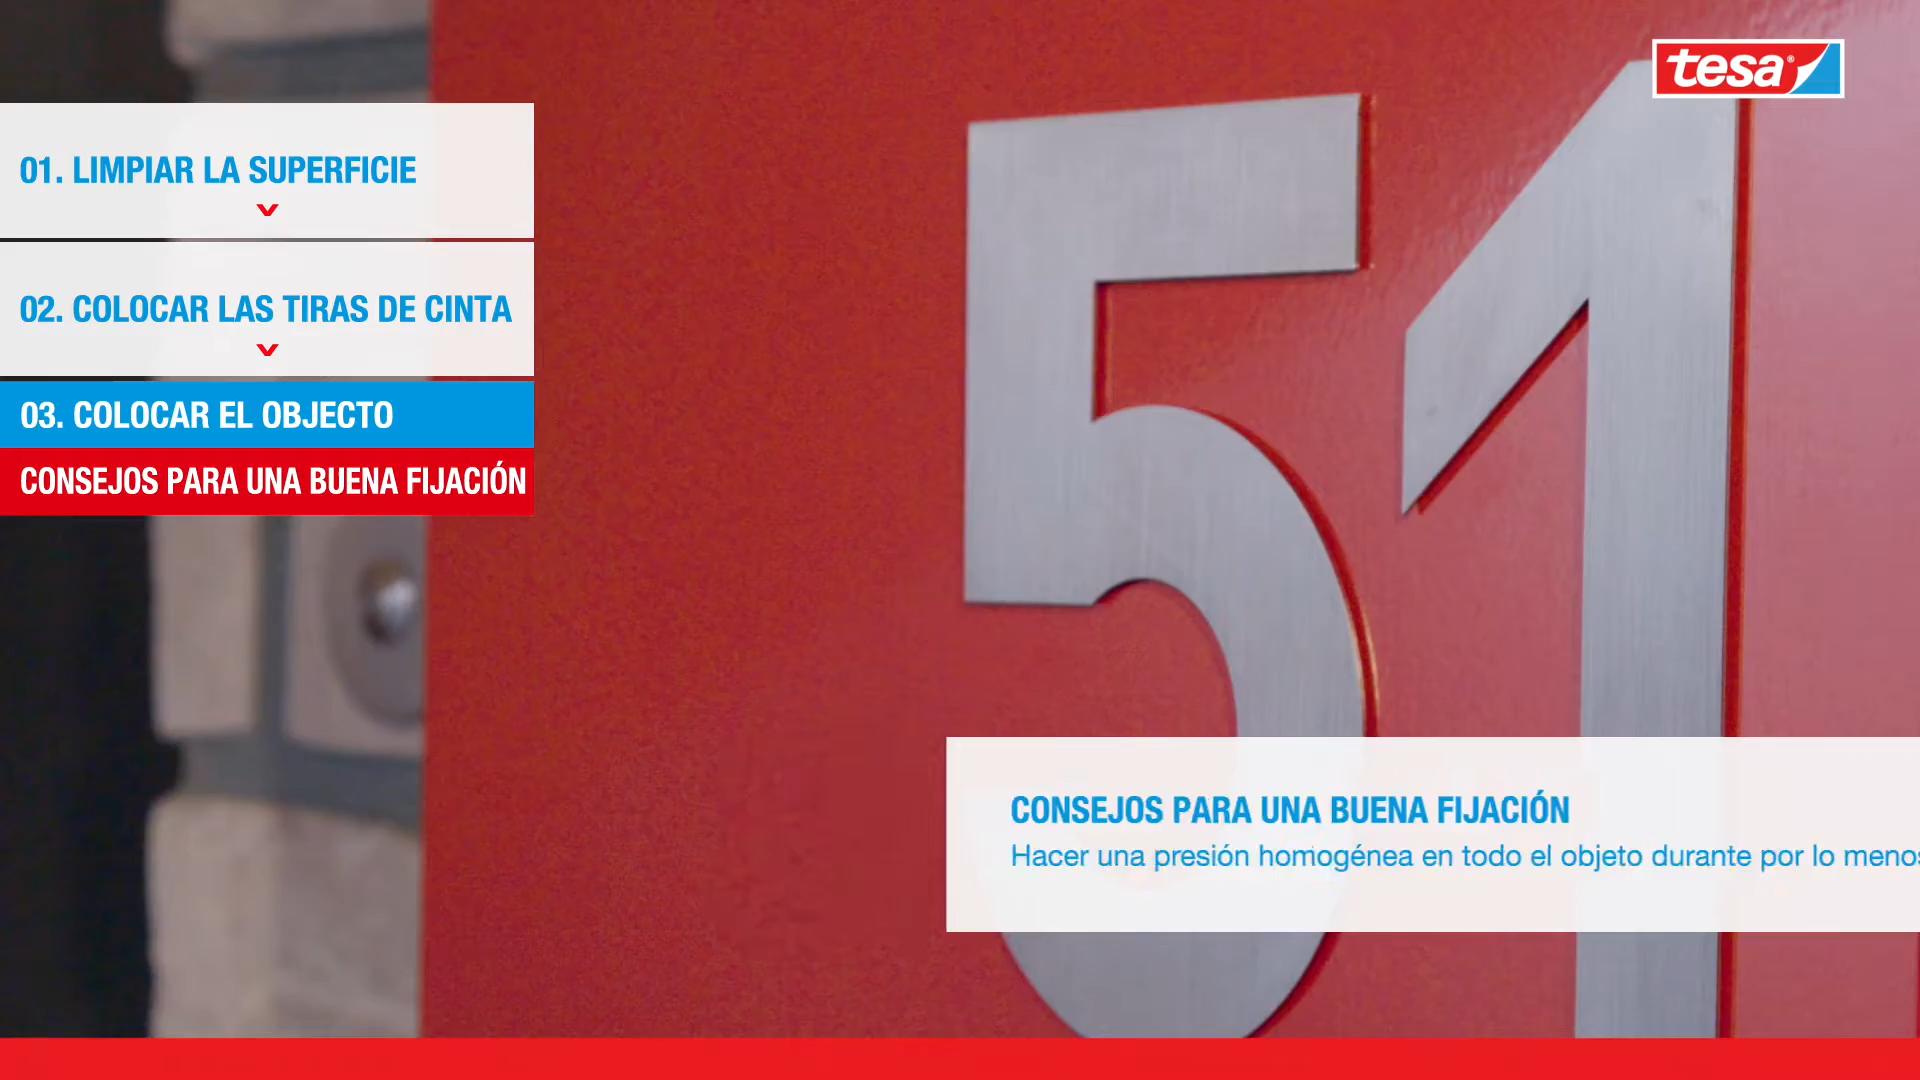 tesa®
01. LIMPIAR LA SUPERFICIE
02. COLOCAR LAS TIRAS DE CINTA
03. COLOCAR EL OBJECTO
CONSEJOS PARA UNA BUENA FIJACIÓN
51
CONSEJOS PARA UNA BUENA FIJACIÓN
Hacer una presión homogénea en todo el objeto durante por lo menos